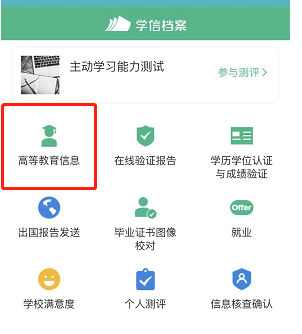 学信档案
主动学习能力测试
参与测评 >
高等教育信息
在线验证报告
学历学位认证
与成绩验证
出国报告发送
毕业证书图像
校对
Offer
就业
学校满意度
个人测评
信息核查确认